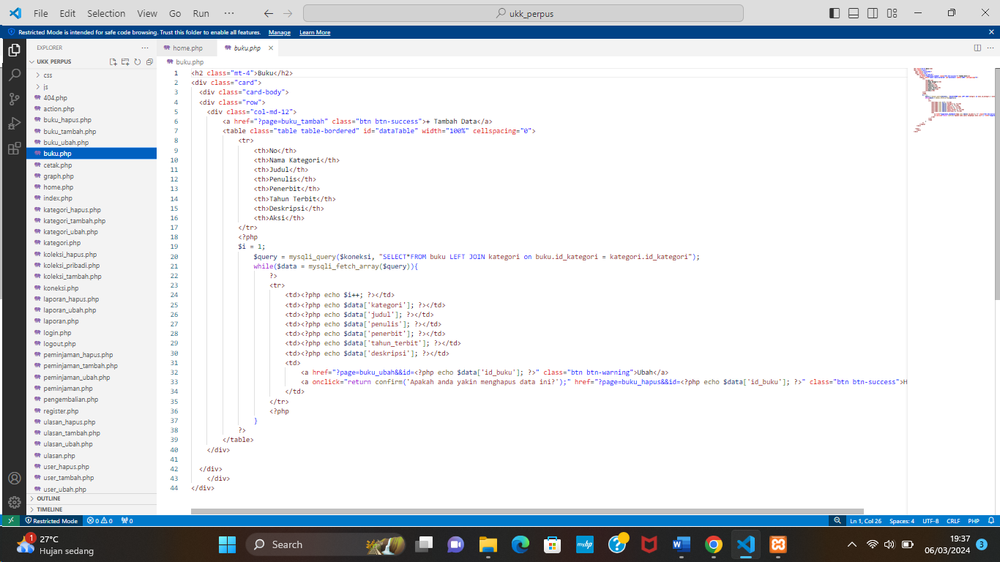 File Edit Selection View Go Run ··· ukk_perpus
Restricted Mode is intended for safe code browsing. Trust this folder to enable all features. Manage Learn More
EXPLORER ···
UKK PERPUS
css
js
404.php
action.php
buku_hapus.php
buku_tambah.php
buku_ubah.php
buku.php
cetak.php
graph.php
home.php
index.php
kategori_hapus.php
kategori_tambah.php
kategori_ubah.php
kategori.php
koleksi_hapus.php
koleksi_pribadi.php
koleksi_tambah.php
koneksi.php
laporan_hapus.php
laporan_ubah.php
laporan.php
login.php
logout.php
peminjaman_hapus.php
peminjaman_tambah.php
peminjaman_ubah.php
peminjaman.php
pengembalian.php
register.php
ulasan_hapus.php
ulasan_tambah.php
ulasan_ubah.php
ulasan.php
user_hapus.php
user_tambah.php
user_ubah.php
OUTLINE
TIMELINE
home.php buku.php
buku.php
1 <h2 class="mt-4">Buku</h2>
2 <div class="card">
3 <div class="card-body">
4 <div class="row">
5 <div class="col-md-12">
6 <a href="?page=buku_tambah" class="btn btn-success">+ Tambah Data</a>
7 <table class="table table-bordered" id="dataTable" width="100%" cellspacing="0">
8 <tr>
9 <th>No</th>
10 <th>Nama Kategori</th>
11 <th>Judul</th>
12 <th>Penulis</th>
13 <th>Penerbit</th>
14 <th>Tahun Terbit</th>
15 <th>Deskripsi</th>
16 <th>Aksi</th>
17 </tr>
18 <?php
19 $i = 1;
20 $query = mysqli_query($koneksi, "SELECT*FROM buku LEFT JOIN kategori on buku.id_kategori = kategori.id_kategori");
21 while($data = mysqli_fetch_array($query)){
22 ?>
23 <tr>
24 <td><?php echo $i++; ?></td>
25 <td><?php echo $data['kategori']; ?></td>
26 <td><?php echo $data['judul']; ?></td>
27 <td><?php echo $data['penulis']; ?></td>
28 <td><?php echo $data['penerbit']; ?></td>
29 <td><?php echo $data['tahun_terbit']; ?></td>
30 <td><?php echo $data['deskripsi']; ?></td>
31 <td>
32 <a href="?page=buku_ubah&&id=<?php echo $data['id_buku']; ?>" class="btn btn-warning">Ubah</a>
33 <a onclick="return confirm('Apakah anda yakin menghapus data ini?');" href="?page=buku_hapus&&id=<?php echo $data['id_buku']; ?>" class="btn btn-success">H
34 </td>
35 </tr>
36 <?php
37 }
38 ?>
39 </table>
40 </div>
41
42 </div>
43 </div>
44 </div>
Restricted Mode 0 0 0 Ln 1, Col 26 Spaces: 4 UTF-8 CRLF PHP
1 27°C
Hujan sedang
Search
myhp
19:37
06/03/2024
3